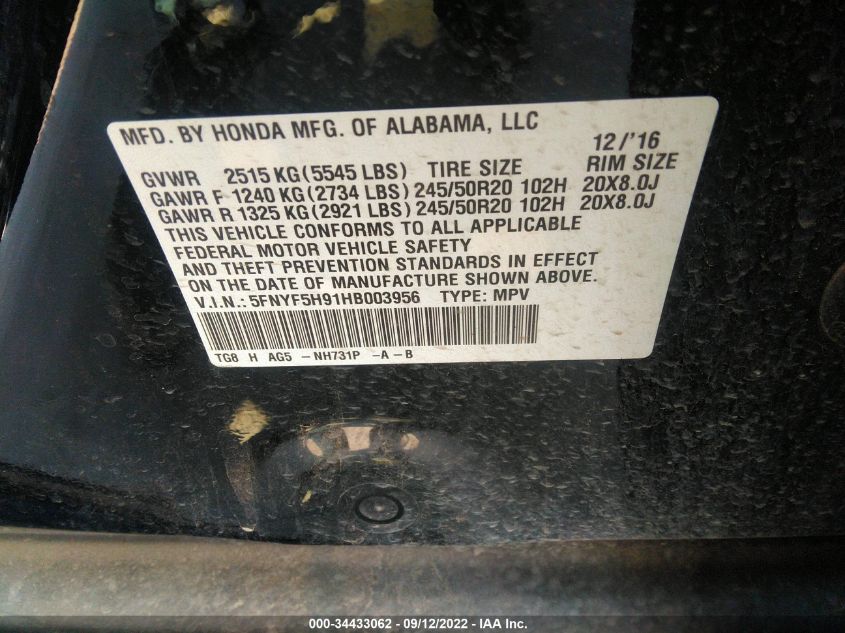 MFD. BY HONDA MFG. OF ALABAMA, LLC 12/'16
GVWR 2515 KG(5545 LBS) TIRE SIZE RIM SIZE
GAWR F 1240 KG(2734 LBS) 245/50R20 102H 20X8.0J
GAWR R 1325 KG(2921 LBS) 245/50R20 102H 20X8.0J
THIS VEHICLE CONFORMS TO ALL APPLICABLE
FEDERAL MOTOR VEHICLE SAFETY
AND THEFT PREVENTION STANDARDS IN EFFECT
ON THE DATE OF MANUFACTURE SHOWN ABOVE.
V.I.N.: 5FNYF5H91HB003956 TYPE: MPV
TG8 H AG5 - NH731P -A-B
000-34433062 - 09/12/2022 - IAA Inc.